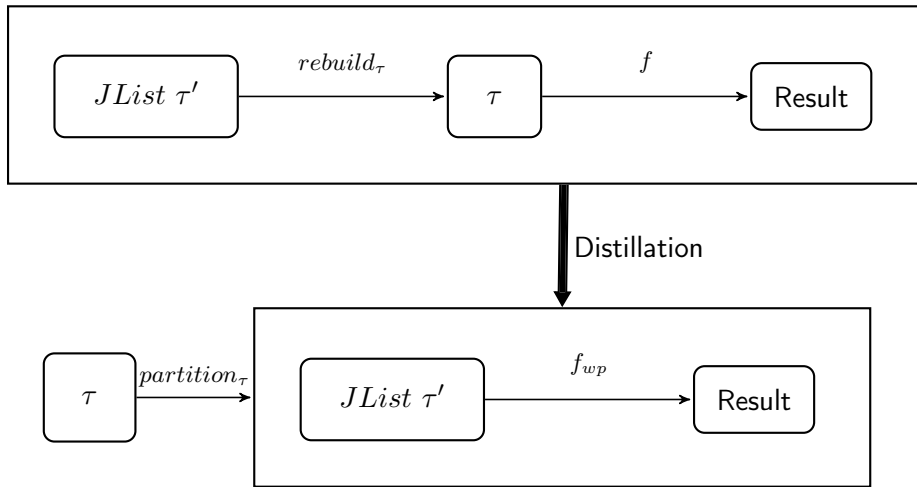 rebuild_τ
f
JList τ′
τ
Result
Distillation
partition_τ
f_wp
τ
JList τ′
Result